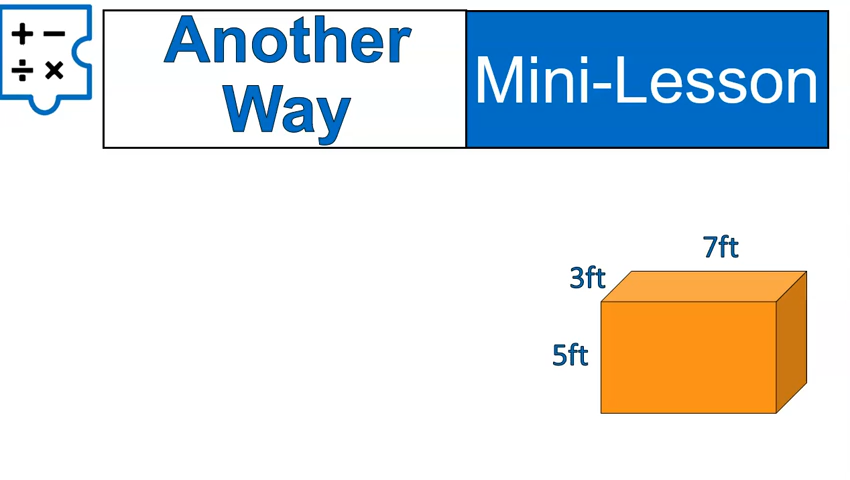 + −
÷ ×
Another
Way
Mini-Lesson
7ft
3ft
5ft